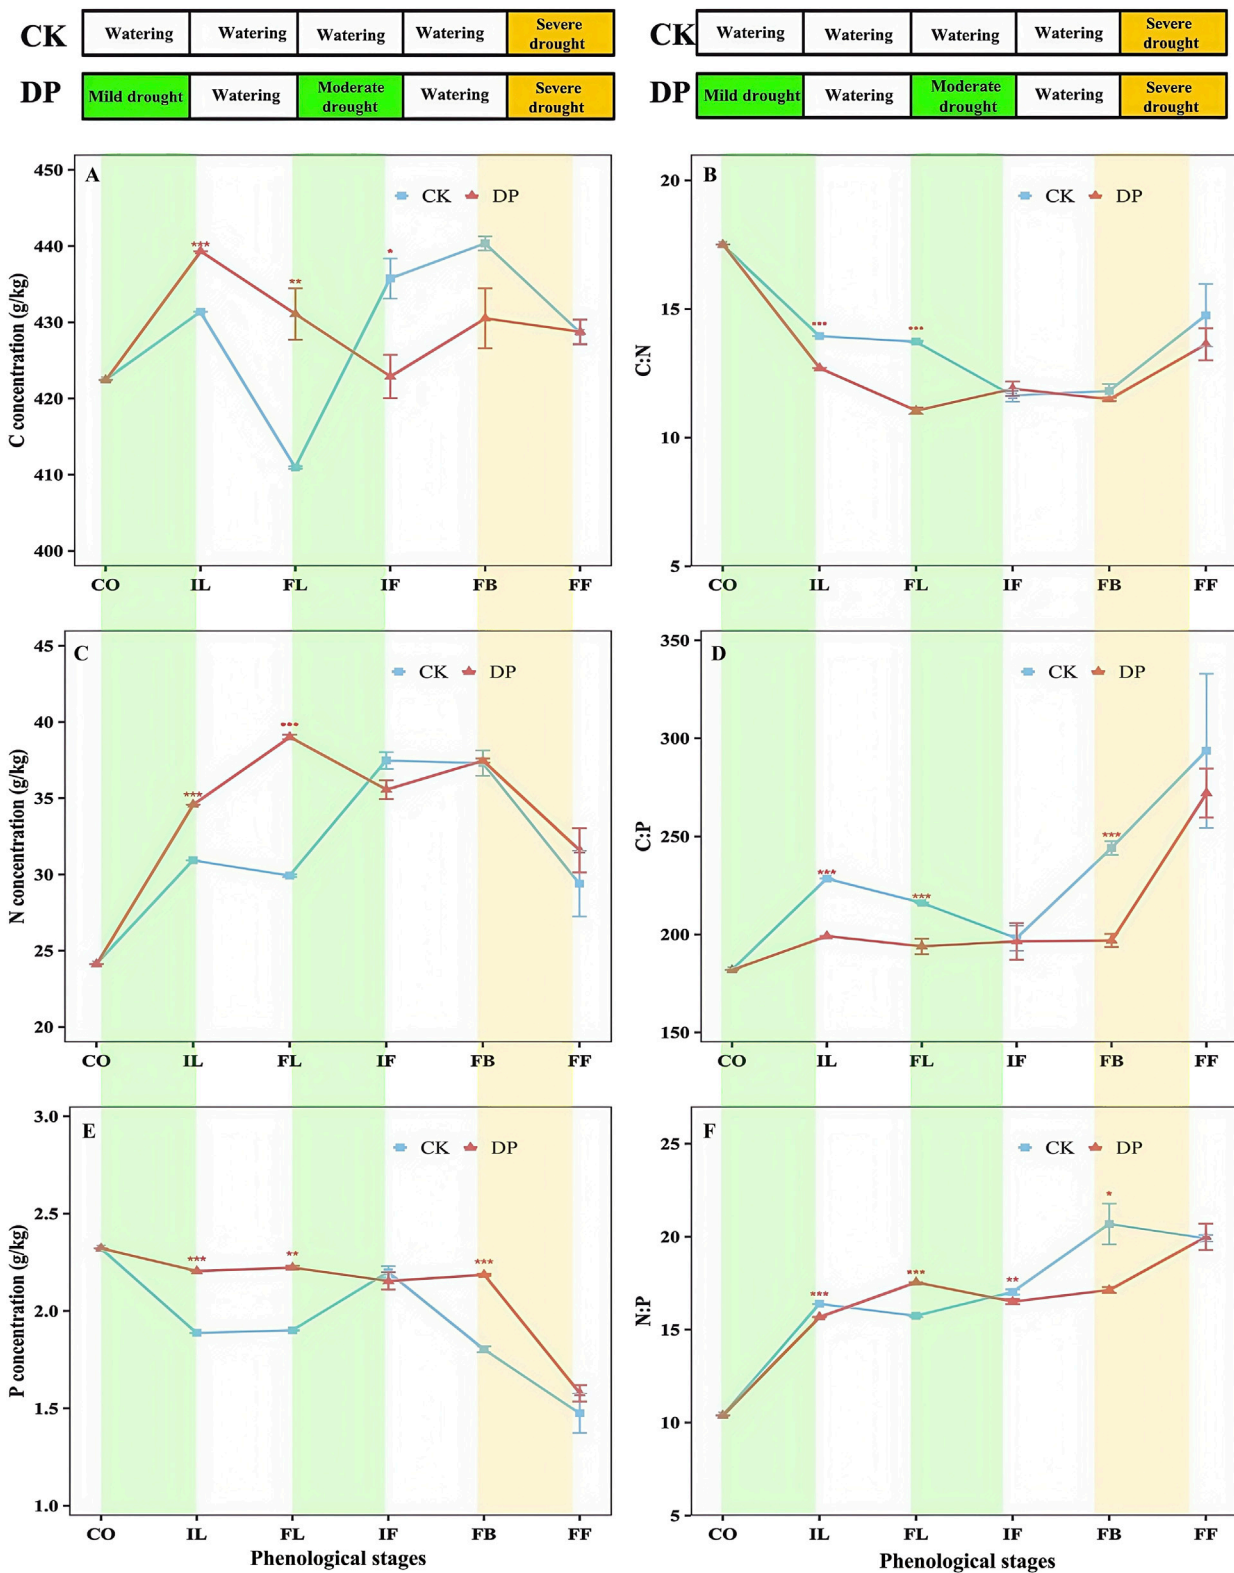 CK Watering Watering Watering Watering Severe drought
CK Watering Watering Watering Watering Severe drought
DP Mild drought Watering Moderate drought Watering Severe drought
DP Mild drought Watering Moderate drought Watering Severe drought
A
CK DP
C concentration (g/kg)
450
440
430
420
410
400
*** ** *
CO IL FL IF FB FF
B
CK DP
C:N
20
15
10
5
*** ***
CO IL FL IF FB FF
C
CK DP
N concentration (g/kg)
45
40
35
30
25
20
*** ***
CO IL FL IF FB FF
D
CK DP
C:P
350
300
250
200
150
*** *** ***
CO IL FL IF FB FF
E
CK DP
P concentration (g/kg)
3.0
2.5
2.0
1.5
1.0
*** ** ***
CO IL FL IF FB FF
Phenological stages
F
CK DP
N:P
25
20
15
10
5
*** *** ** *
CO IL FL IF FB FF
Phenological stages